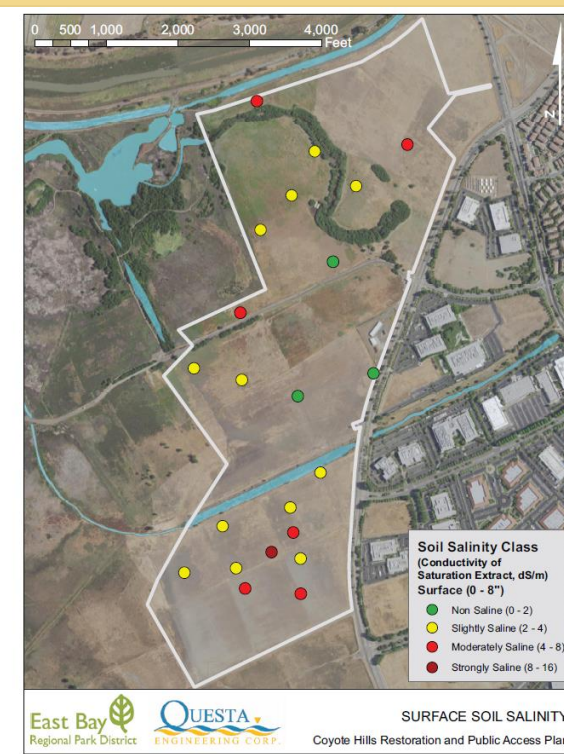 0 500 1,000 2,000 3,000 4,000
Feet
N
Soil Salinity Class
(Conductivity of
Saturation Extract, dS/m)
Surface (0 - 8")
Non Saline (0 - 2)
Slightly Saline (2 - 4)
Moderately Saline (4 - 8)
Strongly Saline (8 - 16)
East Bay
Regional Park District
QUESTA
ENGINEERING CORP.
SURFACE SOIL SALINITY
Coyote Hills Restoration and Public Access Plan